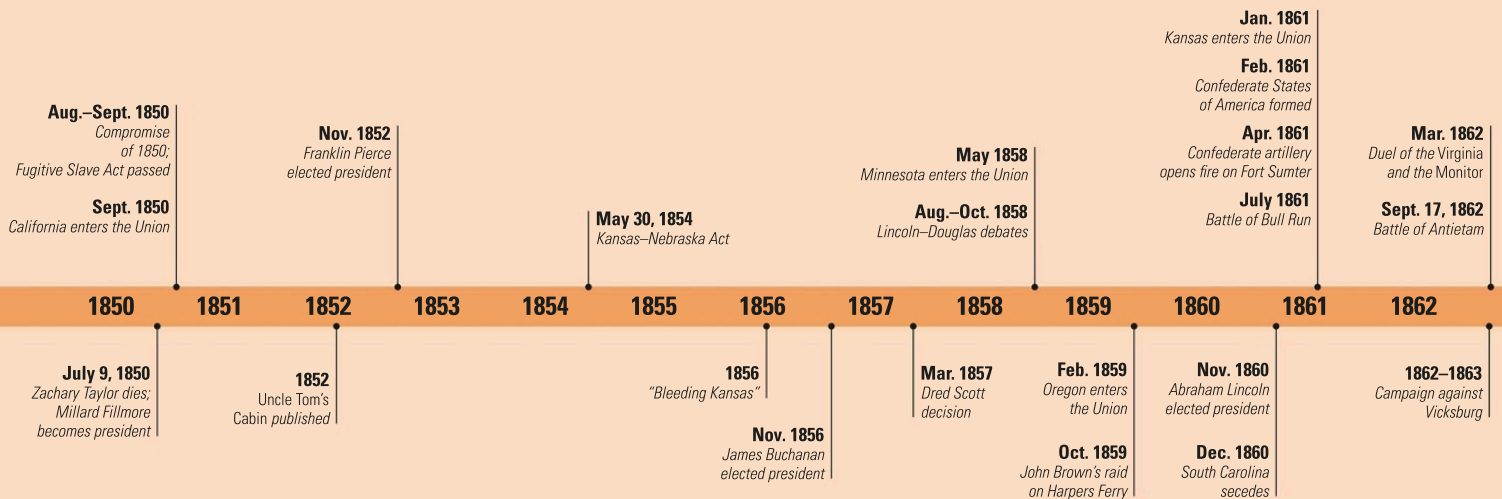 Aug.–Sept. 1850
Compromise
of 1850;
Fugitive Slave Act passed
Sept. 1850
California enters the Union
Nov. 1852
Franklin Pierce
elected president
May 30, 1854
Kansas–Nebraska Act
May 1858
Minnesota enters the Union
Aug.–Oct. 1858
Lincoln–Douglas debates
Jan. 1861
Kansas enters the Union
Feb. 1861
Confederate States
of America formed
Apr. 1861
Confederate artillery
opens fire on Fort Sumter
July 1861
Battle of Bull Run
Mar. 1862
Duel of the Virginia
and the Monitor
Sept. 17, 1862
Battle of Antietam
1850 1851 1852 1853 1854 1855 1856 1857 1858 1859 1860 1861 1862
July 9, 1850
Zachary Taylor dies;
Millard Fillmore
becomes president
1852
Uncle Tom’s
Cabin published
1856
“Bleeding Kansas”
Nov. 1856
James Buchanan
elected president
Mar. 1857
Dred Scott
decision
Feb. 1859
Oregon enters
the Union
Oct. 1859
John Brown’s raid
on Harpers Ferry
Nov. 1860
Abraham Lincoln
elected president
Dec. 1860
South Carolina
secedes
1862–1863
Campaign against
Vicksburg